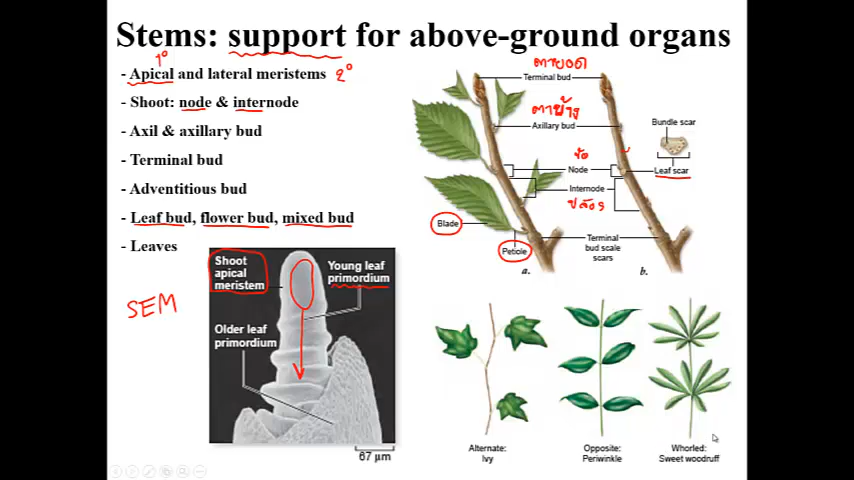 Stems: support for above-ground organs
1°
- Apical and lateral meristems 2°
- Shoot: node & internode
- Axil & axillary bud
- Terminal bud
- Adventitious bud
- Leaf bud, flower bud, mixed bud
- Leaves
SEM
Shoot
apical
meristem
Young leaf
primordium
Older leaf
primordium
67 μm
ตายอด
Terminal bud
ตาข้าง
Axillary bud
ข้อ
Node
Internode
ปล้อง
Blade
Petiole
Terminal
bud scale
scars
Bundle scar
Leaf scar
a.
b.
Alternate:
Ivy
Opposite:
Periwinkle
Whorled:
Sweet woodruff